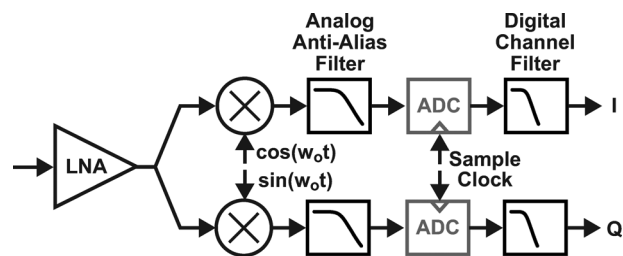 Analog
Anti-Alias
Filter
Digital
Channel
Filter
LNA
cos(wₒt)
sin(wₒt)
ADC
Sample
Clock
ADC
I
Q